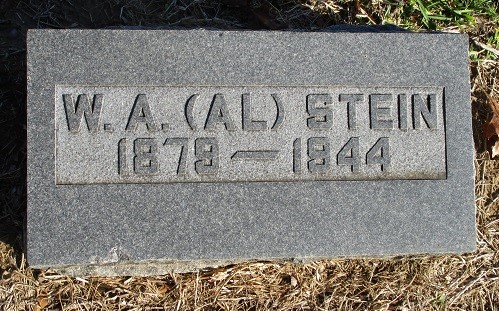 W. A. (AL) STEIN
1879 — 1944